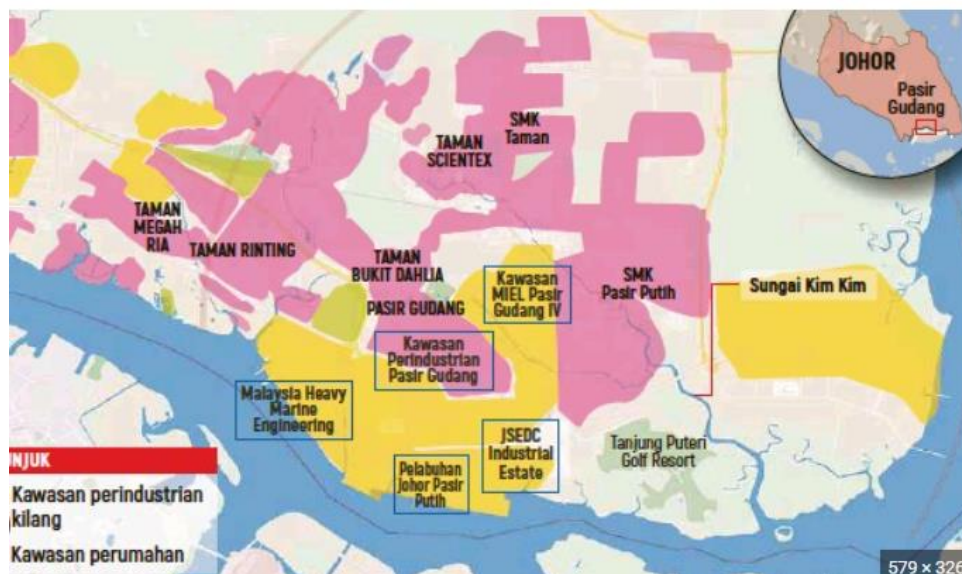 JOHOR
Pasir
Gudang
SMK
Taman
TAMAN
SCIENTEX
TAMAN
MEGAH
RIA
TAMAN RINTING
TAMAN
BUKIT DAHLIA
PASIR GUDANG
Kawasan
MIEL Pasir
Gudang IV
SMK
Pasir Putih
Sungai Kim Kim
Kawasan
Perindustrian
Pasir Gudang
Malaysia Heavy
Marine
Engineering
JSEDC
Industrial
Estate
Tanjung Puteri
Golf Resort
Pelabuhan
Johor Pasir
Putih
NJUK
Kawasan perindustrian
kilang
Kawasan perumahan
579 × 326